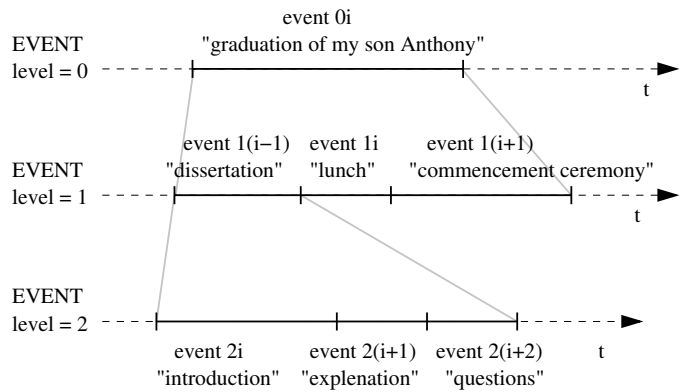 event 0i
EVENT "graduation of my son Anthony"
level = 0
t
event 1(i−1) event 1i event 1(i+1)
EVENT "dissertation" "lunch" "commencement ceremony"
level = 1
t
EVENT
level = 2
event 2i event 2(i+1) event 2(i+2) t
"introduction" "explenation" "questions"